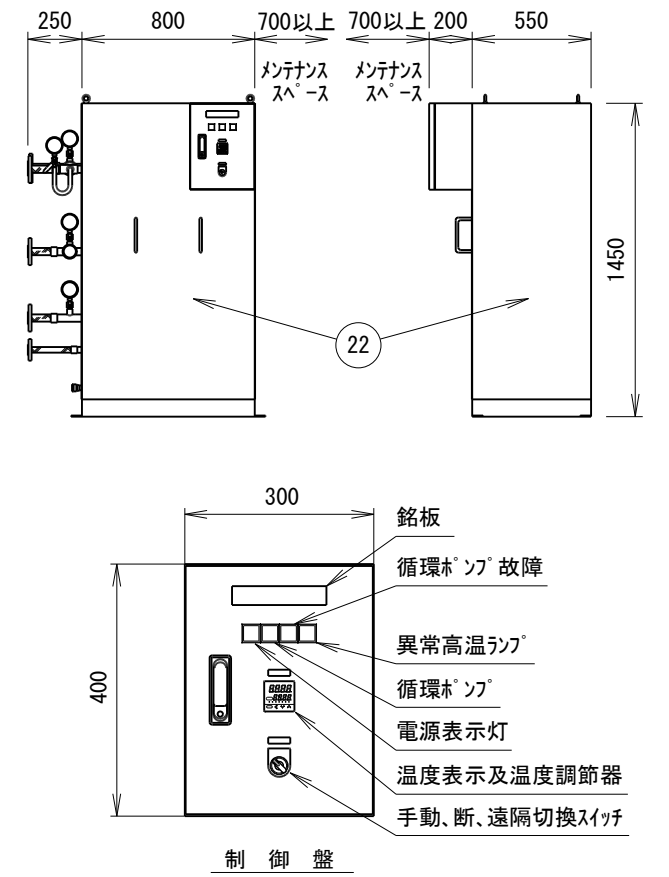 250
800
700以上
700以上
200
550
メンテナンス
スペース
メンテナンス
スペース
1450
22
300
400
銘板
循環ポンプ故障
異常高温ランプ
8888
8888
循環ポンプ
電源表示灯
温度表示及温度調節器
手動、断、遠隔切換スイッチ
制御盤